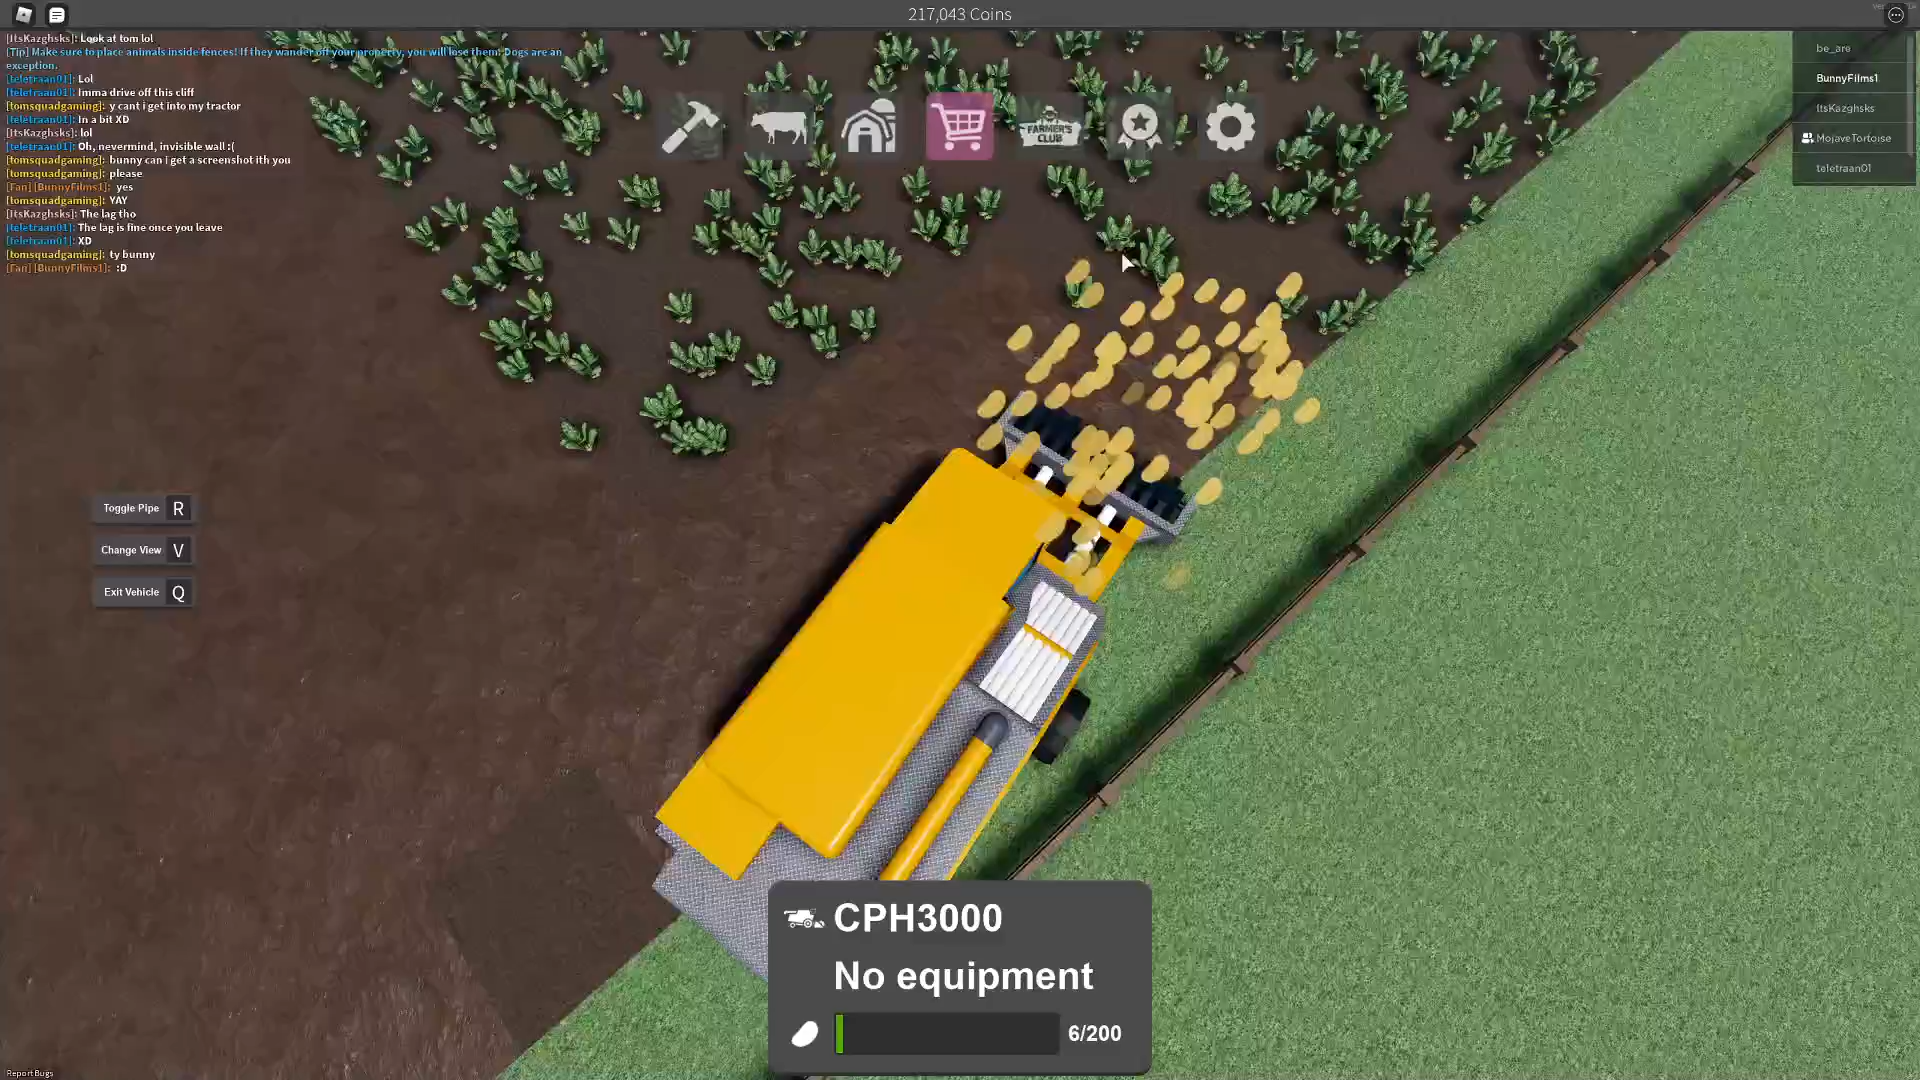 217,043 Coins
[ItsKazghsks]: Look at tom lol
[Tip] Make sure to place animals inside fences! If they wander off your property, you will lose them. Dogs are an
exception.
[teletraan01]: Lol
[teletraan01]: Imma drive off this cliff
[tomsquadgaming]: y cant i get into my tractor
[teletraan01]: In a bit XD
[ItsKazghsks]: lol
[teletraan01]: Oh, nevermind, invisible wall :(
[tomsquadgaming]: bunny can i get a screenshot ith you
[tomsquadgaming]: please
[Fan] [BunnyFilms1]: yes
[tomsquadgaming]: YAY
[ItsKazghsks]: The lag tho
[teletraan01]: The lag is fine once you leave
[teletraan01]: XD
[tomsquadgaming]: ty bunny
[Fan] [BunnyFilms1]: :D
FARMER'S
CLUB
be_are
BunnyFilms1
ItsKazghsks
MojaveTortoise
teletraan01
Toggle Pipe R
Change View V
Exit Vehicle Q
CPH3000
No equipment
6/200
Report Bugs